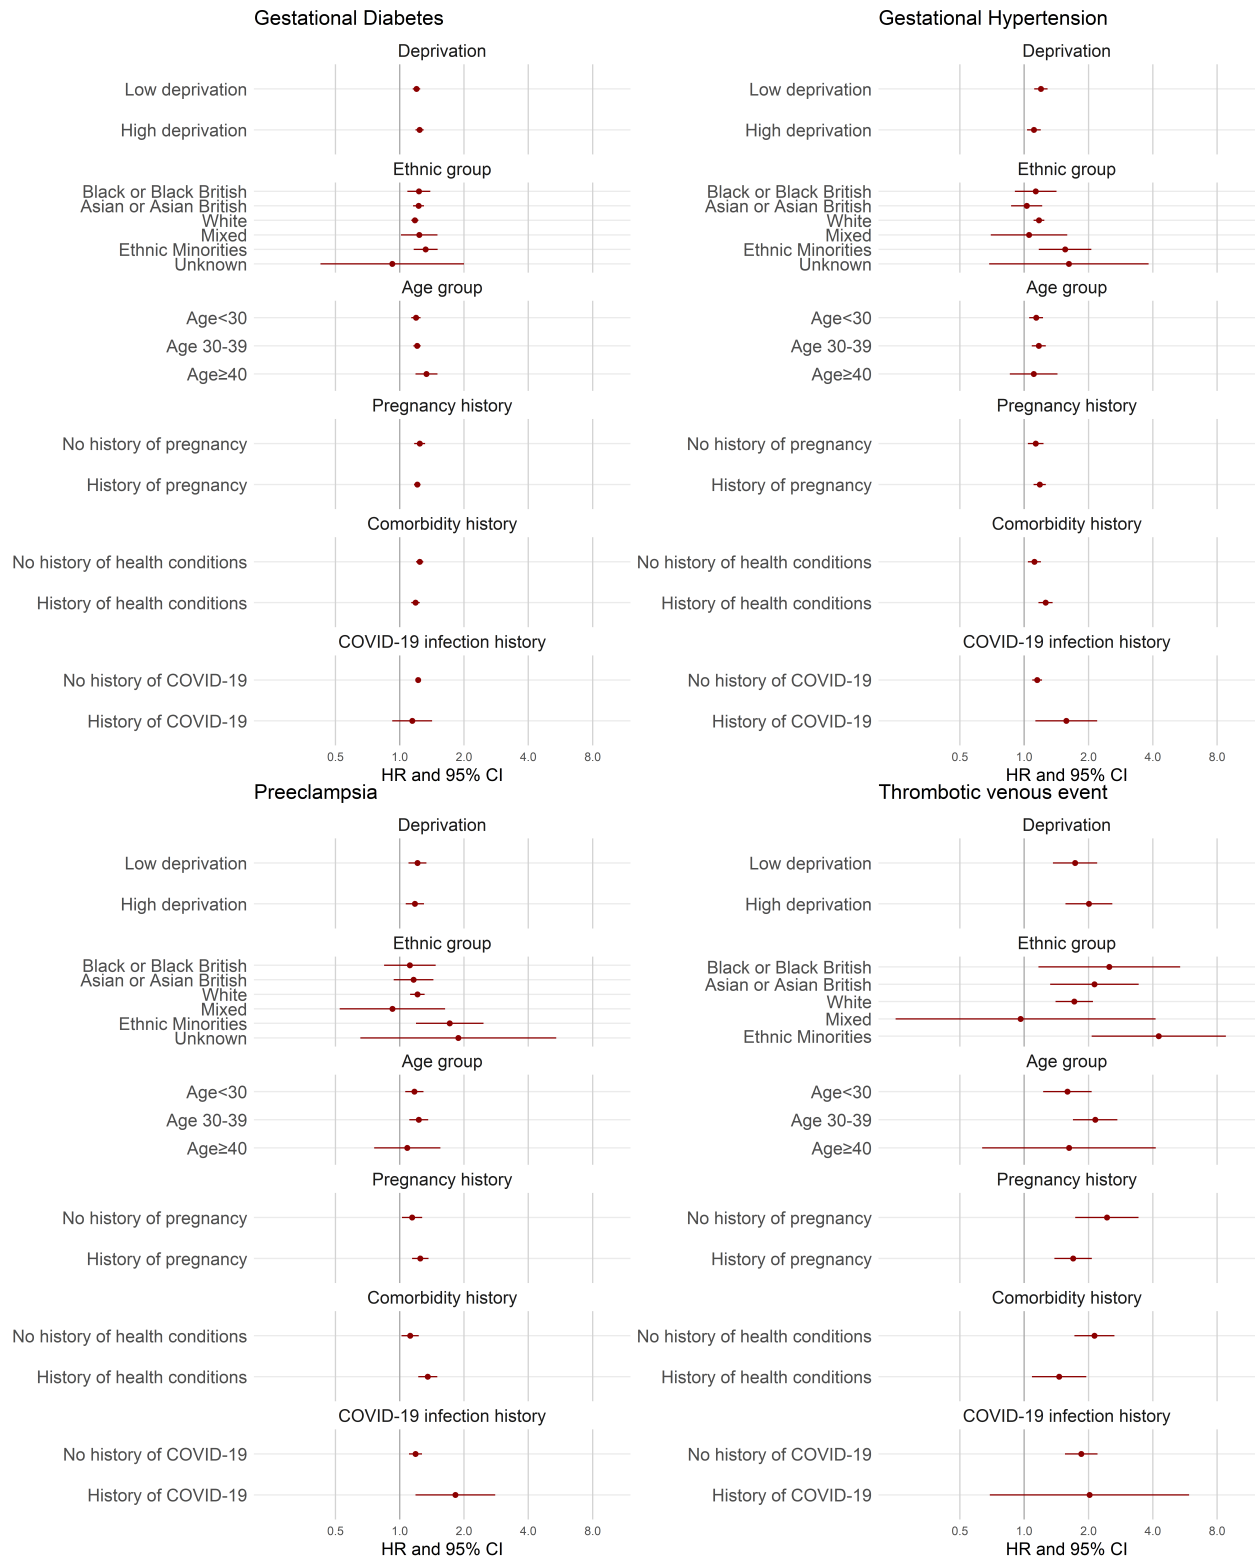 Gestational Diabetes
Deprivation
Low deprivation
High deprivation
Ethnic group
Black or Black British
Asian or Asian British
White
Mixed
Ethnic Minorities
Unknown
Age group
Age<30
Age 30-39
Age≥40
Pregnancy history
No history of pregnancy
History of pregnancy
Comorbidity history
No history of health conditions
History of health conditions
COVID-19 infection history
No history of COVID-19
History of COVID-19
0.5 1.0 2.0 4.0 8.0
HR and 95% CI
Gestational Hypertension
Deprivation
Low deprivation
High deprivation
Ethnic group
Black or Black British
Asian or Asian British
White
Mixed
Ethnic Minorities
Unknown
Age group
Age<30
Age 30-39
Age≥40
Pregnancy history
No history of pregnancy
History of pregnancy
Comorbidity history
No history of health conditions
History of health conditions
COVID-19 infection history
No history of COVID-19
History of COVID-19
0.5 1.0 2.0 4.0 8.0
HR and 95% CI
Preeclampsia
Deprivation
Low deprivation
High deprivation
Ethnic group
Black or Black British
Asian or Asian British
White
Mixed
Ethnic Minorities
Unknown
Age group
Age<30
Age 30-39
Age≥40
Pregnancy history
No history of pregnancy
History of pregnancy
Comorbidity history
No history of health conditions
History of health conditions
COVID-19 infection history
No history of COVID-19
History of COVID-19
0.5 1.0 2.0 4.0 8.0
HR and 95% CI
Thrombotic venous event
Deprivation
Low deprivation
High deprivation
Ethnic group
Black or Black British
Asian or Asian British
White
Mixed
Ethnic Minorities
Age group
Age<30
Age 30-39
Age≥40
Pregnancy history
No history of pregnancy
History of pregnancy
Comorbidity history
No history of health conditions
History of health conditions
COVID-19 infection history
No history of COVID-19
History of COVID-19
0.5 1.0 2.0 4.0 8.0
HR and 95% CI